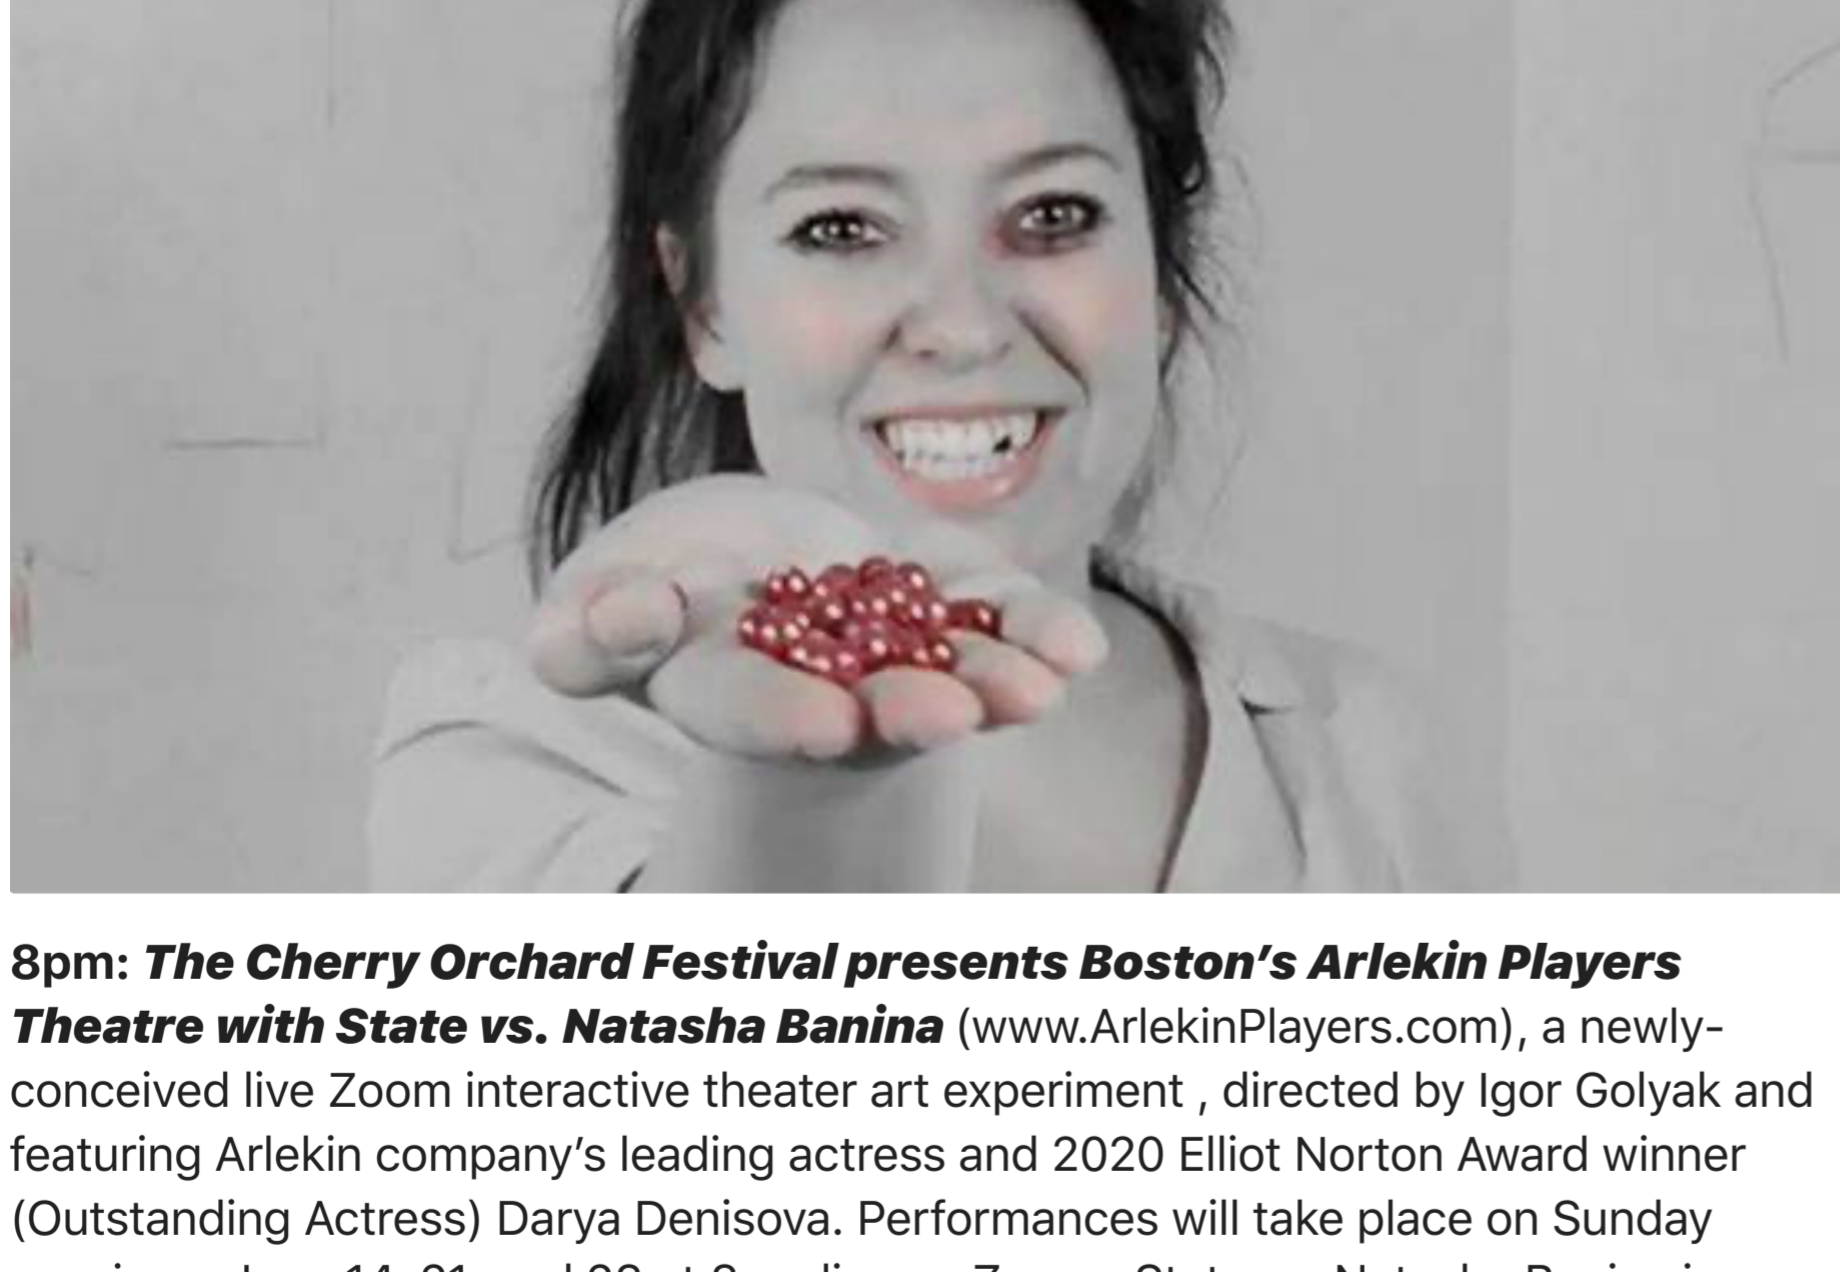 8pm: The Cherry Orchard Festival presents Boston’s Arlekin Players
Theatre with State vs. Natasha Banina (www.ArlekinPlayers.com), a newly-
conceived live Zoom interactive theater art experiment , directed by Igor Golyak and
featuring Arlekin company’s leading actress and 2020 Elliot Norton Award winner
(Outstanding Actress) Darya Denisova. Performances will take place on Sunday